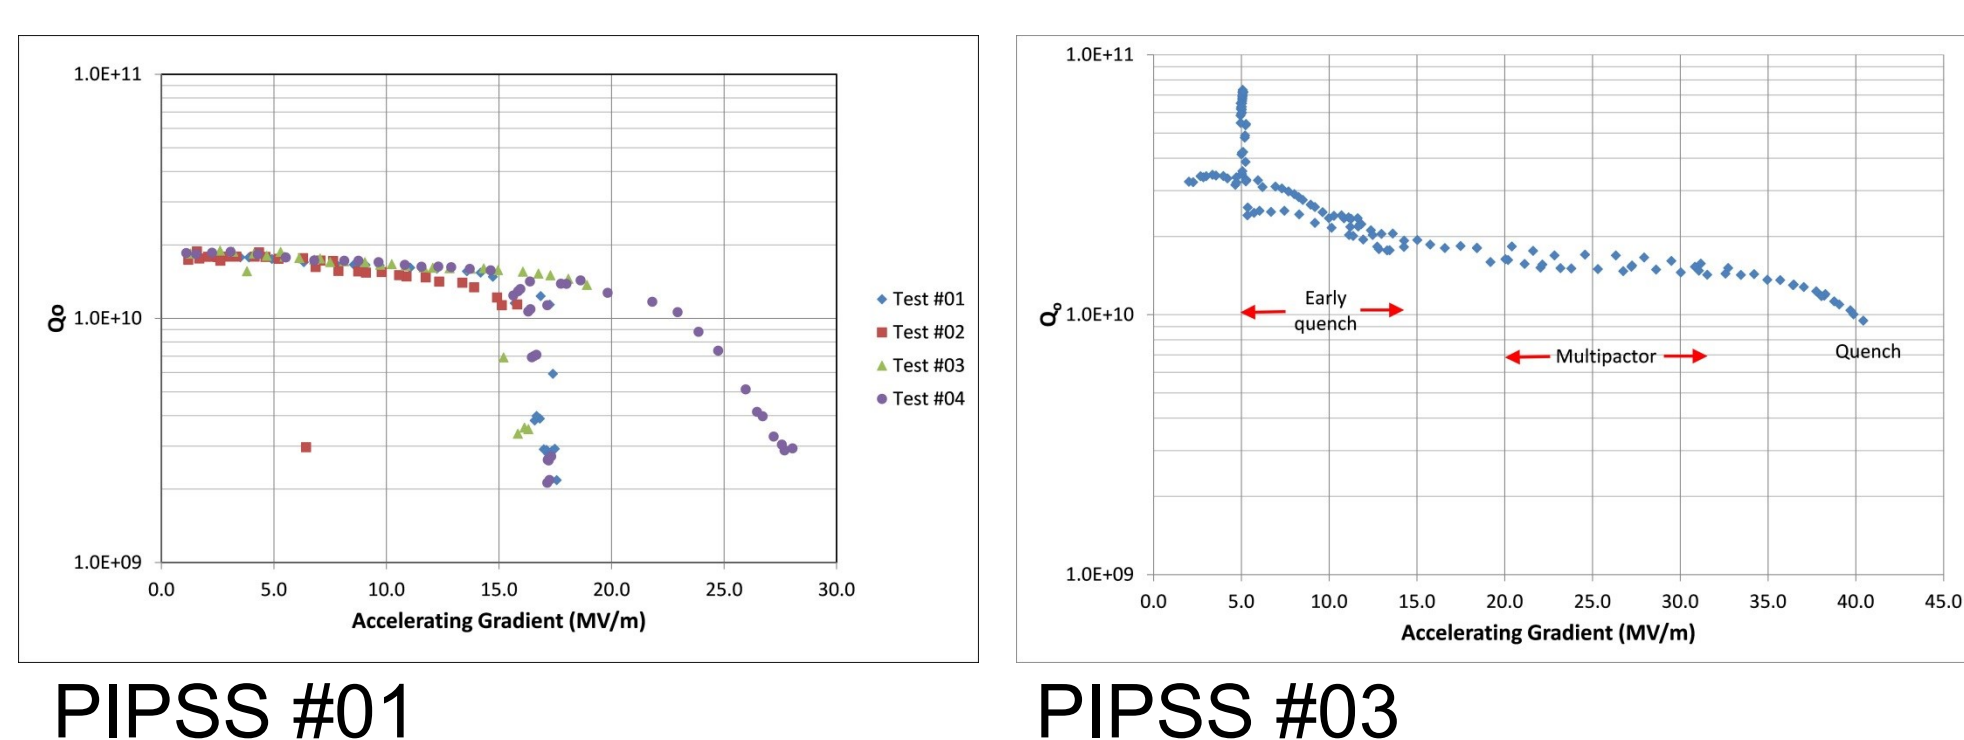 1.0E+11
1.0E+10
1.0E+09
Qo
0.0 5.0 10.0 15.0 20.0 25.0 30.0
Accelerating Gradient (MV/m)
Test #01
Test #02
Test #03
Test #04
PIPSS #01
1.0E+11
1.0E+10
1.0E+09
Qo
Early
quench
Multipactor
Quench
0.0 5.0 10.0 15.0 20.0 25.0 30.0 35.0 40.0 45.0
Accelerating Gradient (MV/m)
PIPSS #03